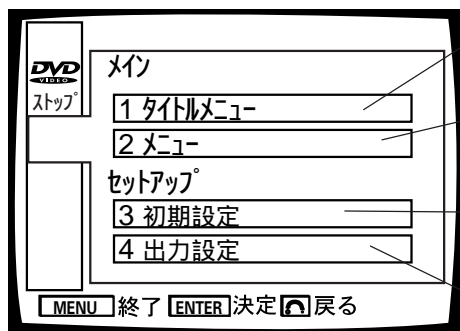 DVD
VIDEO
ストップ
メイン
1 タイトルメニュー
2 メニュー
セットアップ
3 初期設定
4 出力設定
MENU 終了 ENTER 決定 戻る